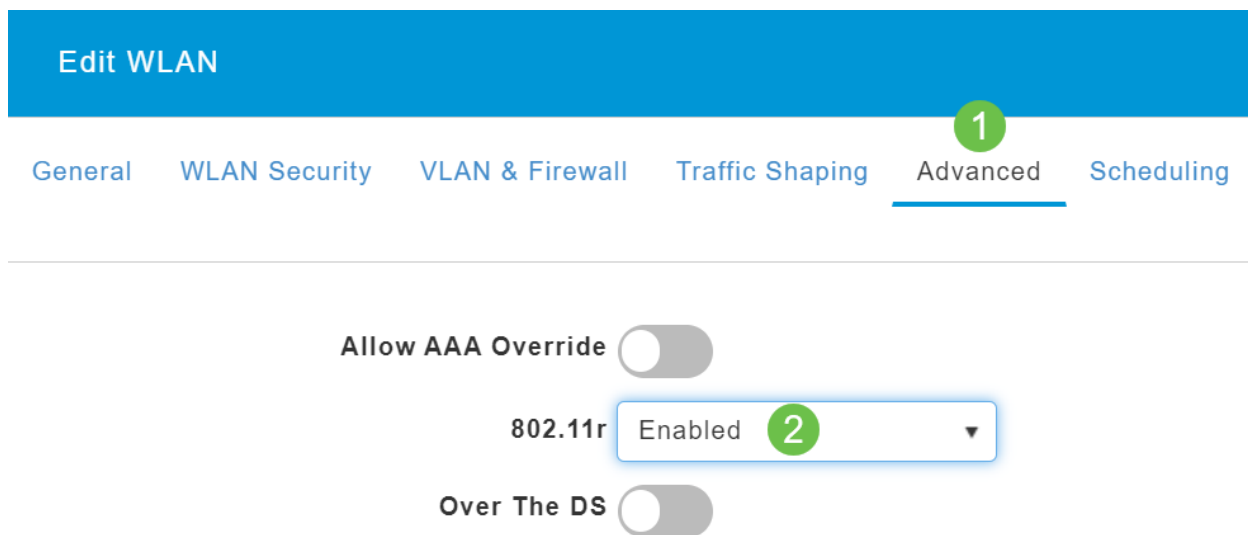 Edit WLAN
1
General WLAN Security VLAN & Firewall Traffic Shaping Advanced Scheduling
Allow AAA Override
802.11r Enabled 2
Over The DS